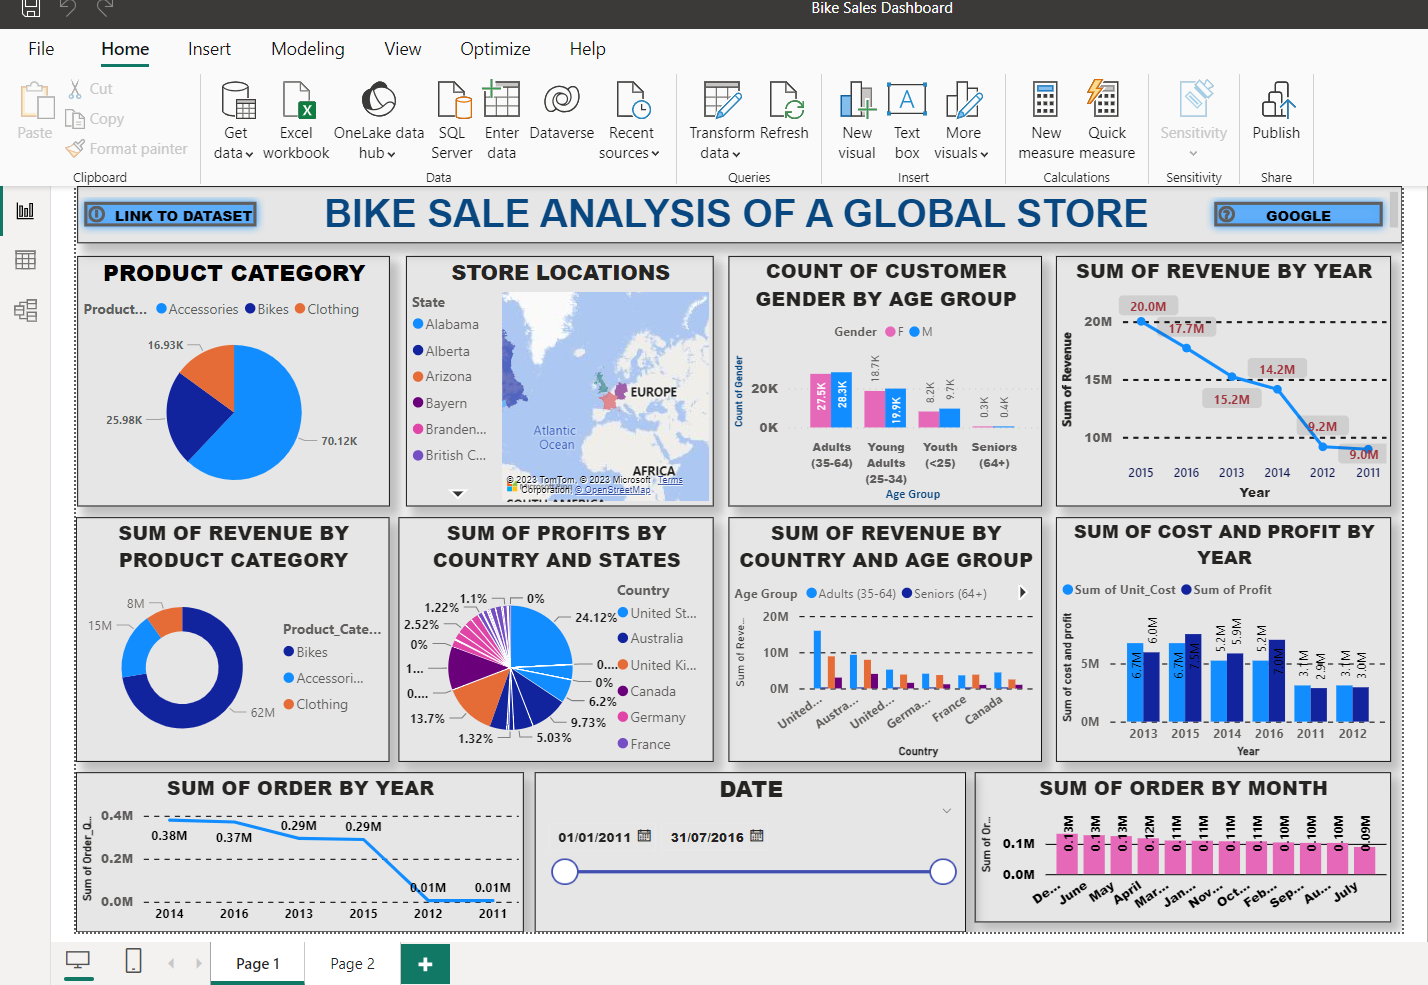 Bike Sales Dashboard
File Home Insert Modeling View Optimize Help
Paste
Cut
Copy
Format painter
Clipboard
Get data
Excel workbook
OneLake data hub
SQL Server
Enter data
Dataverse
Recent sources
Data
Transform data
Refresh
Queries
New visual
Text box
More visuals
Insert
New measure
Quick measure
Calculations
Sensitivity
Sensitivity
Publish
Share
LINK TO DATASET
BIKE SALE ANALYSIS OF A GLOBAL STORE
GOOGLE
PRODUCT CATEGORY
Product... Accessories Bikes Clothing
16.93K
25.98K
70.12K
STORE LOCATIONS
State
Alabama
Alberta
Arizona
Bayern
Branden...
British C...
EUROPE
Atlantic
Ocean
AFRICA
© 2023 TomTom, © 2023 Microsoft Terms
Corporation, © OpenStreetMap
COUNT OF CUSTOMER
GENDER BY AGE GROUP
Gender F M
Count of Gender
20K
0K
27.5K 28.3K 18.7K 19.9K 8.2K 9.7K 0.3K 0.4K
Adults (35-64)
Young Adults (25-34)
Youth (<25)
Seniors (64+)
Age Group
SUM OF REVENUE BY YEAR
Sum of Revenue
20M
15M
10M
20.0M
17.7M
15.2M
14.2M
9.2M
9.0M
2015 2016 2013 2014 2012 2011
Year
SUM OF REVENUE BY
PRODUCT CATEGORY
8M
15M
62M
Product_Cate...
Bikes
Accessori...
Clothing
SUM OF PROFITS BY
COUNTRY AND STATES
1.1%
0%
1.22%
24.12%
2.52%
0%
1...
0....
13.7%
1.32%
5.03%
9.73%
6.2%
0%
0....
Country
United St...
Australia
United Ki...
Canada
Germany
France
SUM OF REVENUE BY
COUNTRY AND AGE GROUP
Age Group Adults (35-64) Seniors (64+)
Sum of Reve...
20M
10M
0M
United... Austra... United... Germa... France Canada
Country
SUM OF COST AND PROFIT BY
YEAR
Sum of Unit_Cost Sum of Profit
Sum of cost and profit
5M
0M
6.7M 6.0M 6.7M 7.5M 5.2M 5.9M 5.2M 7.0M 3.1M 2.9M 3.1M 3.0M
2013 2015 2014 2016 2011 2012
Year
SUM OF ORDER BY YEAR
Sum of Order_Q...
0.4M
0.2M
0.0M
0.38M 0.37M 0.29M 0.29M 0.01M 0.01M
2014 2016 2013 2015 2012 2011
DATE
01/01/2011 31/07/2016
SUM OF ORDER BY MONTH
Sum of Or...
0.1M
0.0M
0.13M 0.13M 0.13M 0.12M 0.11M 0.11M 0.11M 0.11M 0.10M 0.10M 0.10M 0.09M
De... June May April Mar... Jan... Nov... Oct... Feb... Sep... Au... July
Page 1 Page 2